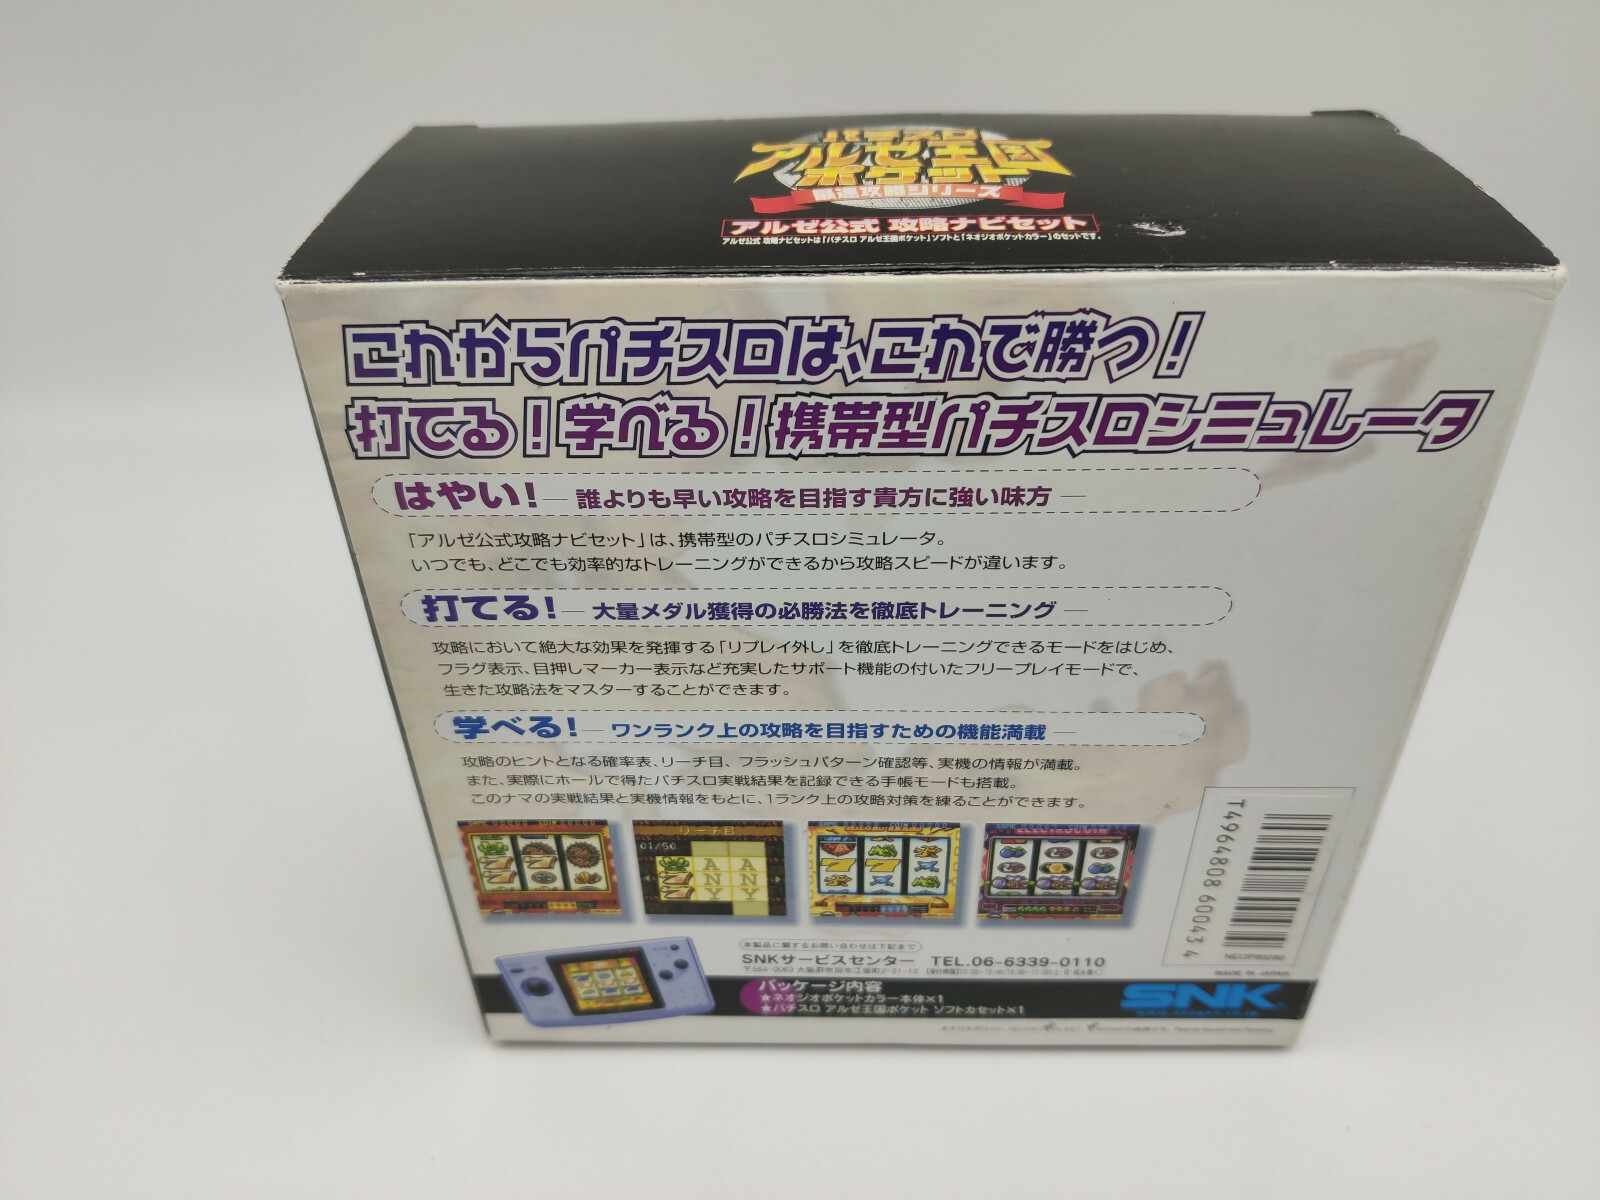 パチスロ
アルゼ王国
ポケット
最速攻略シリーズ
アルゼ公式 攻略ナビセット
アルゼ公式 攻略ナビセットは「パチスロ アルゼ王国ポケット」ソフトと「ネオジオポケットカラー」のセットです。
これからパチスロは、これで勝つ!
打てる!学べる!携帯型パチスロシミュレータ
はやい! ― 誰よりも早い攻略を目指す貴方に強い味方 ―
「アルゼ公式攻略ナビセット」は、携帯型のパチスロシミュレータ。
いつでも、どこでも効率的なトレーニングができるから攻略スピードが違います。
打てる! ― 大量メダル獲得の必勝法を徹底トレーニング ―
攻略において絶大な効果を発揮する「リプレイ外し」を徹底トレーニングできるモードをはじめ、
フラグ表示、目押しマーカー表示など充実したサポート機能の付いたフリープレイモードで、
生きた攻略法をマスターすることができます。
学べる! ― ワンランク上の攻略を目指すための機能満載 ―
攻略のヒントとなる確率表、リーチ目、フラッシュパターン確認等、実機の情報が満載。
また、実際にホールで得たパチスロ実戦結果を記録できる手帳モードも搭載。
このナマの実戦結果と実機情報をもとに、1ランク上の攻略対策を練ることができます。
リーチ目
01/50
ANY
ANY
T4964808600434
NEOP60280
MADE IN JAPAN
本製品に関するお問い合わせは下記まで
SNKサービスセンター TEL.06-6339-0110
〒564-0063 大阪府吹田市江坂町2-21-12
パッケージ内容
★ネオジオポケットカラー本体×1
★パチスロ アルゼ王国ポケット ソフトカセット×1
SNK